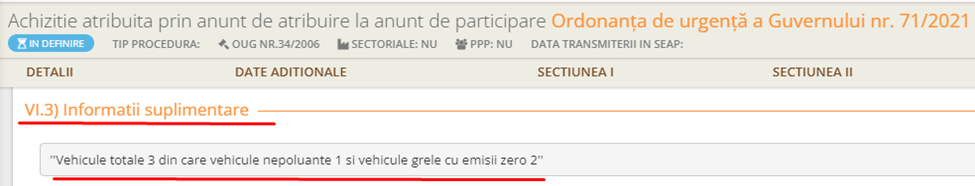 Achizitie atribuita prin anunt de atribuire la anunt de participare Ordonanța de urgență a Guvernului nr. 71/2021
IN DEFINIRE TIP PROCEDURA: OUG NR.34/2006 SECTORIALE: NU PPP: NU DATA TRANSMITERII IN SEAP:
DETALII DATE ADITIONALE SECTIUNEA I SECTIUNEA II
VI.3) Informatii suplimentare
''Vehicule totale 3 din care vehicule nepoluante 1 si vehicule grele cu emisii zero 2''